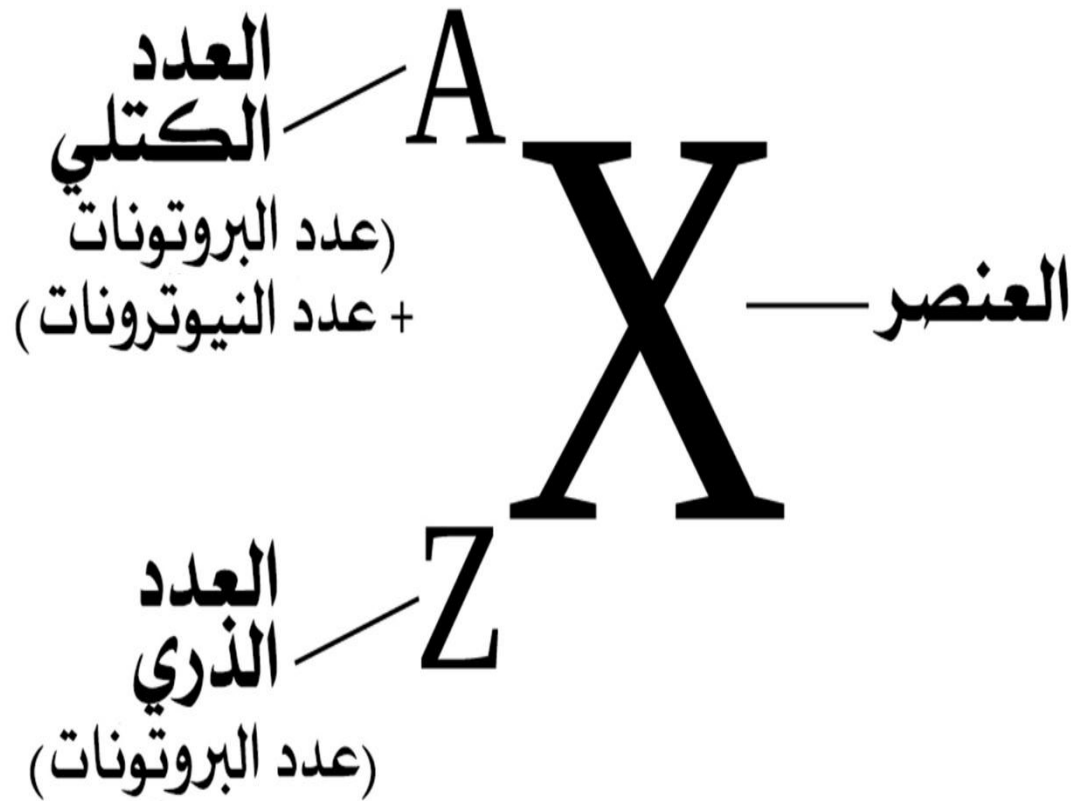 العدد
الكتلي
(عدد البروتونات
+ عدد النيوترونات)
A
X
العنصر
Z
العدد
الذري
(عدد البروتونات)